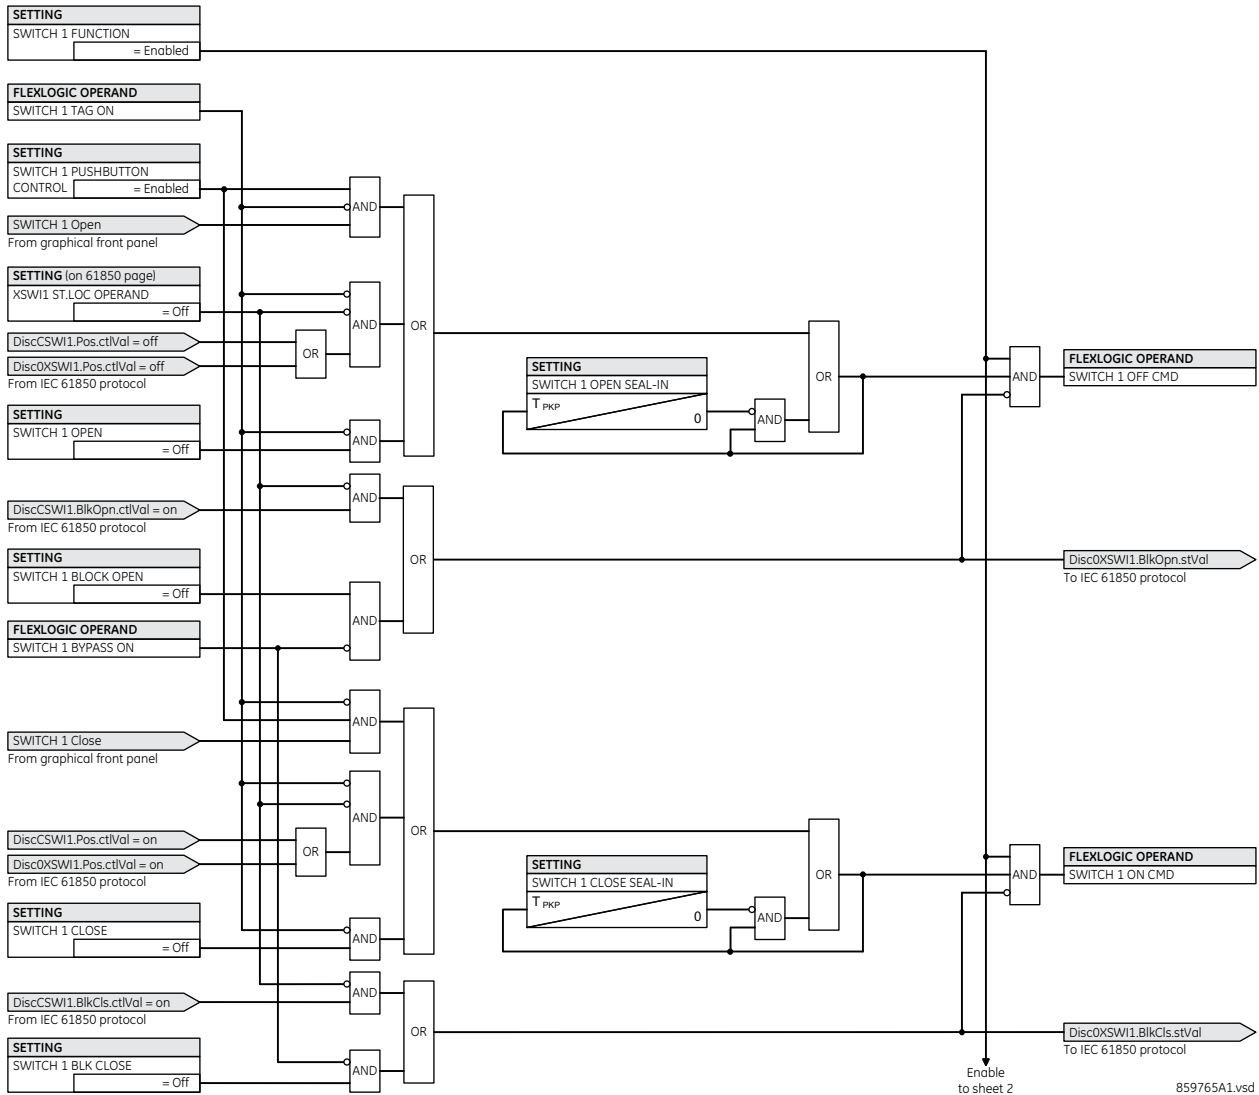 SETTING
SWITCH 1 FUNCTION
= Enabled
FLEXLOGIC OPERAND
SWITCH 1 TAG ON
SETTING
SWITCH 1 PUSHBUTTON
CONTROL = Enabled
AND
SWITCH 1 Open
From graphical front panel
SETTING (on 61850 page)
XSWI1 ST.LOC OPERAND
= Off
AND
OR
DiscCSWI1.Pos.ctlVal = off
OR
Disc0XSWI1.Pos.ctlVal = off
From IEC 61850 protocol
SETTING
SWITCH 1 OPEN SEAL-IN
T PKP
0
AND
OR
AND
FLEXLOGIC OPERAND
SWITCH 1 OFF CMD
SETTING
SWITCH 1 OPEN
= Off
AND
AND
DiscCSWI1.BlkOpn.ctlVal = on
From IEC 61850 protocol
OR
Disc0XSWI1.BlkOpn.stVal
To IEC 61850 protocol
SETTING
SWITCH 1 BLOCK OPEN
= Off
AND
FLEXLOGIC OPERAND
SWITCH 1 BYPASS ON
AND
SWITCH 1 Close
From graphical front panel
AND
OR
DiscCSWI1.Pos.ctlVal = on
OR
Disc0XSWI1.Pos.ctlVal = on
From IEC 61850 protocol
SETTING
SWITCH 1 CLOSE SEAL-IN
T PKP
0
AND
OR
AND
FLEXLOGIC OPERAND
SWITCH 1 ON CMD
SETTING
SWITCH 1 CLOSE
= Off
AND
AND
DiscCSWI1.BlkCls.ctlVal = on
From IEC 61850 protocol
OR
Disc0XSWI1.BlkCls.stVal
To IEC 61850 protocol
SETTING
SWITCH 1 BLK CLOSE
= Off
AND
Enable
to sheet 2
859765A1.vsd